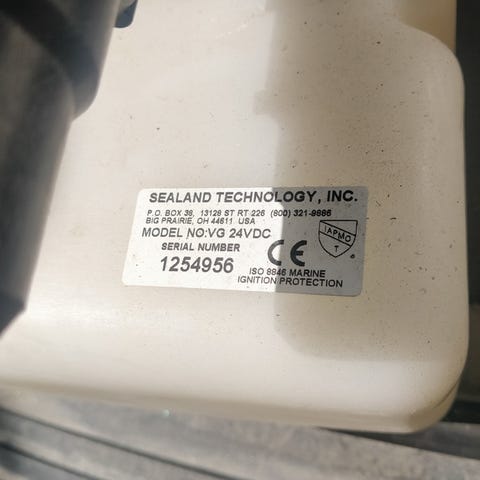 SEALAND TECHNOLOGY, INC.
P.O. BOX 38, 13128 ST RT 226 (800) 321-9886
BIG PRAIRIE, OH 44611 USA
MODEL NO:VG 24VDC
SERIAL NUMBER
1254956
CE
IAPMO
T
ISO 8846 MARINE
IGNITION PROTECTION